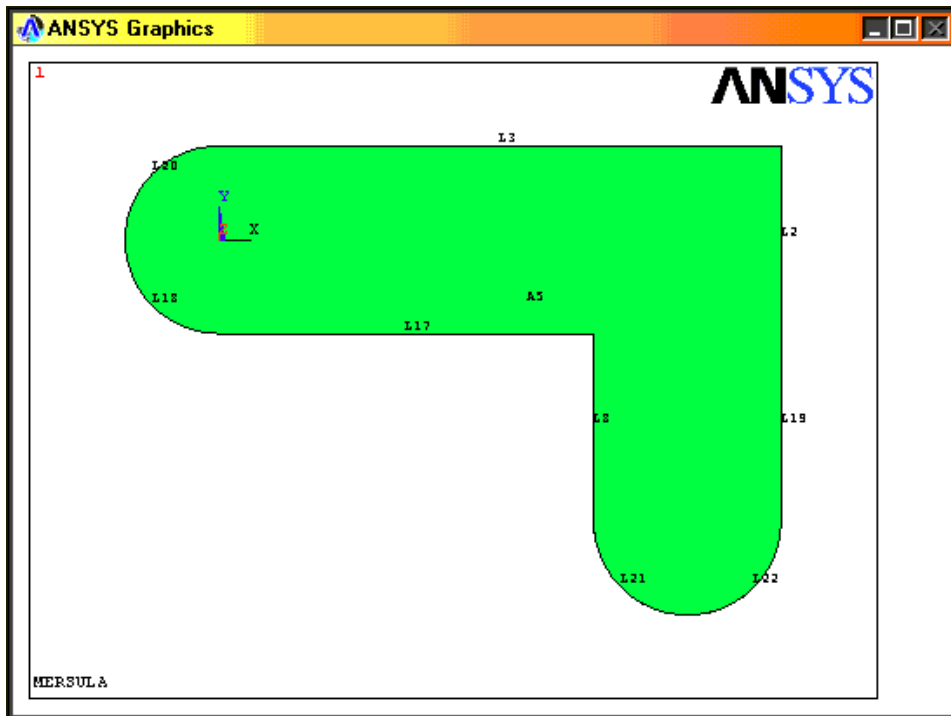 ANSYS Graphics
1
ANSYS
L3
L20
Y
X
L2
L18
A5
L17
L8
L19
L21
L22
MERSULA